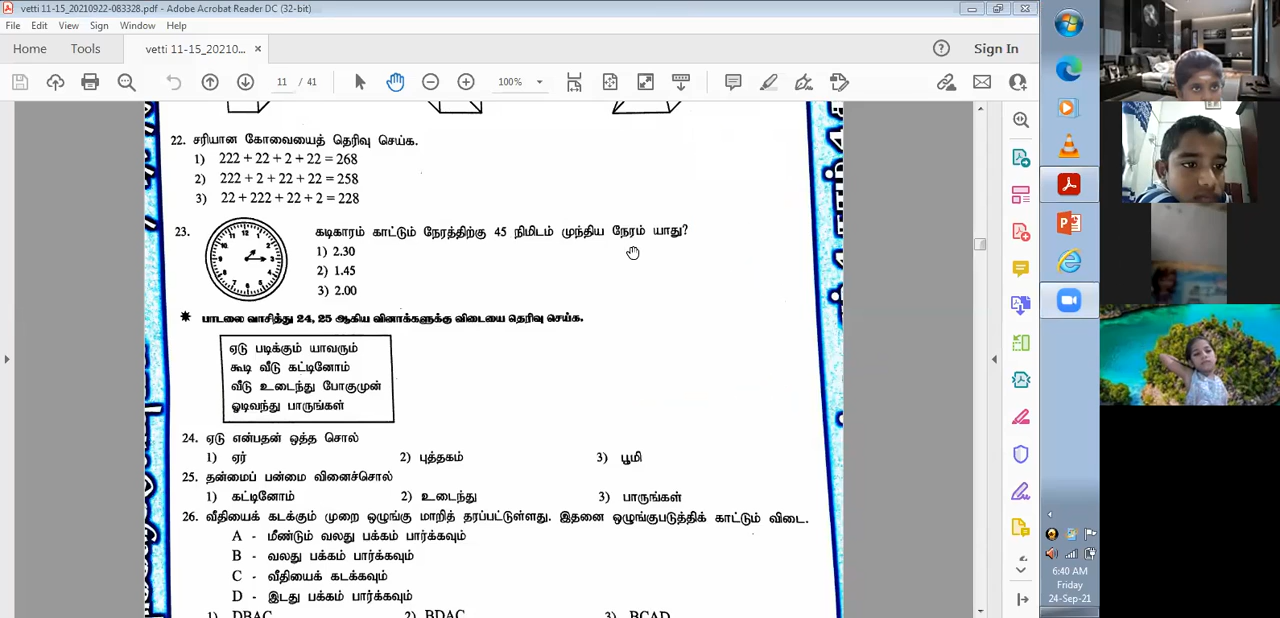 vetti 11-15_20210922-083328.pdf - Adobe Acrobat Reader DC (32-bit)
File Edit View Sign Window Help
Home Tools vetti 11-15_20210... × Sign In
11 / 41 100%
22. சரியான கோவையைத் தெரிவு செய்க.
1) 222 + 22 + 2 + 22 = 268
2) 222 + 2 + 22 + 22 = 258
3) 22 + 222 + 22 + 2 = 228
23. கடிகாரம் காட்டும் நேரத்திற்கு 45 நிமிடம் முந்திய நேரம் யாது?
1) 2.30
2) 1.45
3) 2.00
பாடலை வாசித்து 24, 25 ஆகிய வினாக்களுக்கு விடையை தெரிவு செய்க.
ஏடு படிக்கும் யாவரும்
கூடி வீடு கட்டினோம்
வீடு உடைந்து போகுமுன்
ஓடிவந்து பாருங்கள்
24. ஏடு என்பதன் ஒத்த சொல்
1) ஏர் 2) புத்தகம் 3) பூமி
25. தன்மைப் பன்மை வினைச்சொல்
1) கட்டினோம் 2) உடைந்து 3) பாருங்கள்
26. வீதியைக் கடக்கும் முறை ஒழுங்கு மாறித் தரப்பட்டுள்ளது. இதனை ஒழுங்குபடுத்திக் காட்டும் விடை.
A - மீண்டும் வலது பக்கம் பார்க்கவும்
B - வலது பக்கம் பார்க்கவும்
C - வீதியைக் கடக்கவும்
D - இடது பக்கம் பார்க்கவும்
1) DBAC 2) BDAC 3) BCAD
6:40 AM
Friday
24-Sep-21